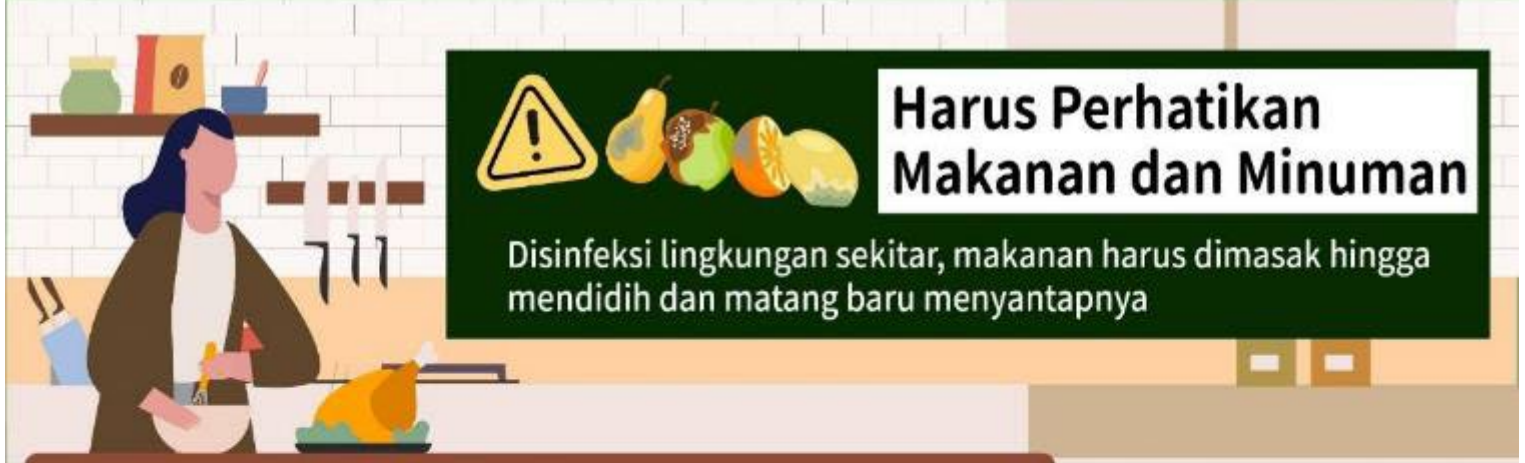 Harus Perhatikan
Makanan dan Minuman
Disinfeksi lingkungan sekitar, makanan harus dimasak hingga
mendidih dan matang baru menyantapnya